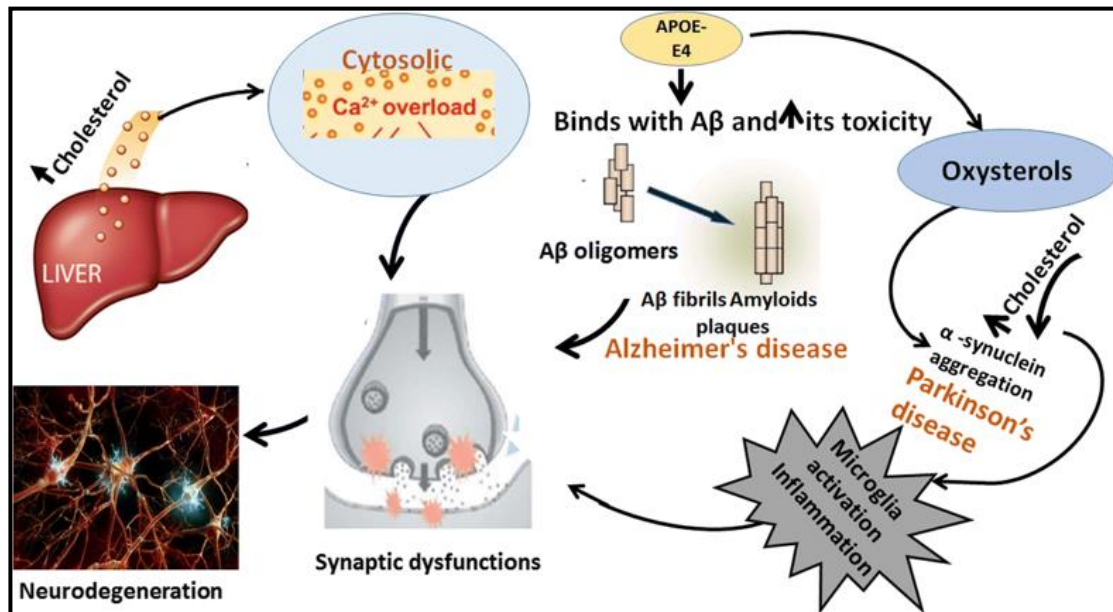 Cholesterol
LIVER
Cytosolic
Ca²⁺ overload
APOE-
E4
Binds with Aβ and its toxicity
Aβ oligomers
Aβ fibrils Amyloids
plaques
Alzheimer's disease
Oxysterols
Cholesterol
α -synuclein
aggregation
Parkinson's
disease
Microglia
activation
Inflammation
Synaptic dysfunctions
Neurodegeneration